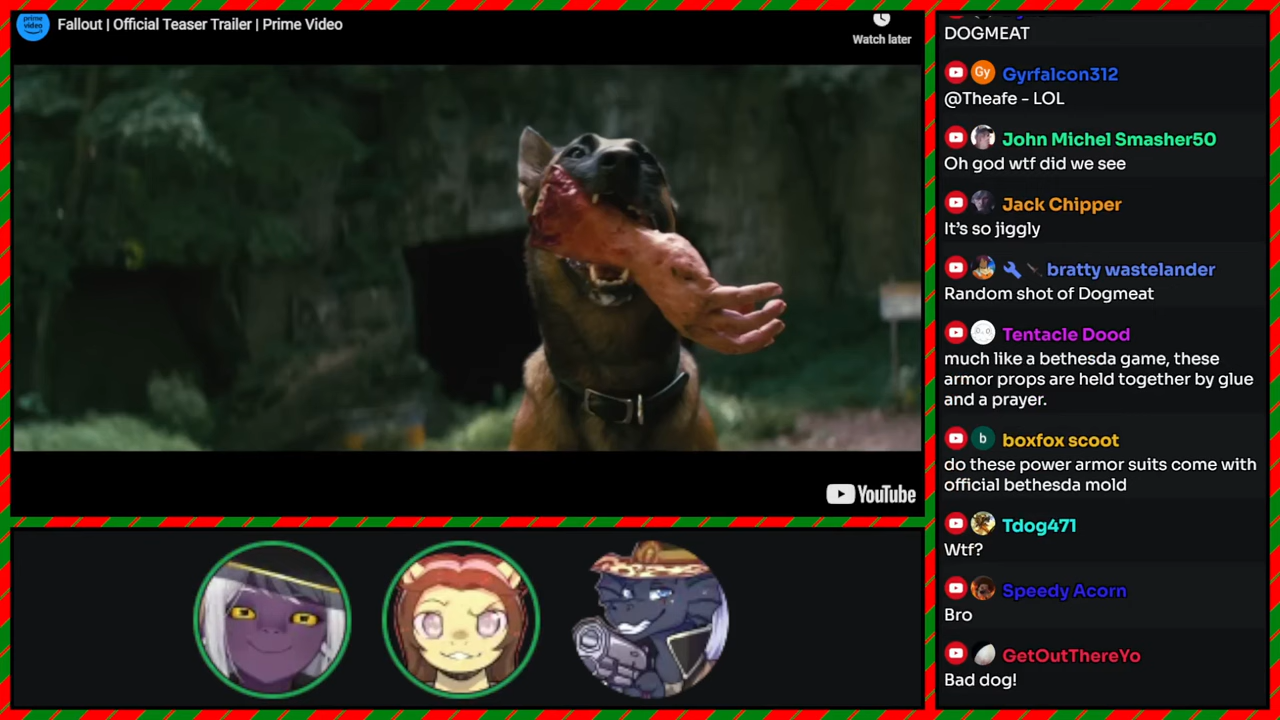 prime
video
Fallout | Official Teaser Trailer | Prime Video
Watch later
YouTube
DOGMEAT
Gy
Gyrfalcon312
@Theafe - LOL
John Michel Smasher50
Oh god wtf did we see
Jack Chipper
It's so jiggly
bratty wastelander
Random shot of Dogmeat
Tentacle Dood
much like a bethesda game, these
armor props are held together by glue
and a prayer.
b
boxfox scoot
do these power armor suits come with
official bethesda mold
Tdog471
Wtf?
Speedy Acorn
Bro
GetOutThereYo
Bad dog!